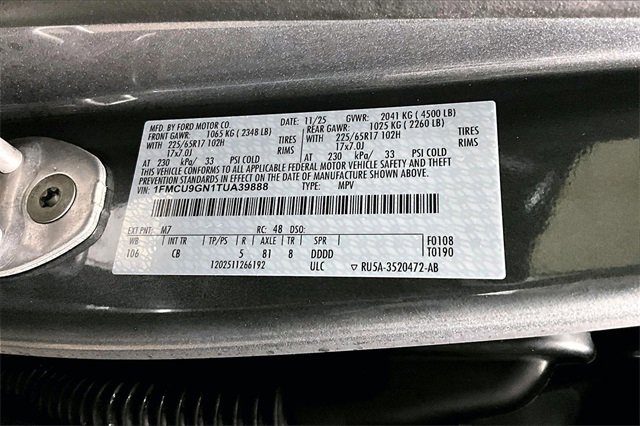 MFD. BY FORD MOTOR CO. DATE: 11/25 GVWR: 2041 KG ( 4500 LB)
FRONT GAWR: 1065 KG ( 2348 LB) REAR GAWR: 1025 KG ( 2260 LB)
WITH 225/65R17 102H TIRES WITH 225/65R17 102H TIRES
17x7.0J RIMS 17x7.0J RIMS
AT 230 kPa/ 33 PSI COLD AT 230 kPa/ 33 PSI COLD
THIS VEHICLE CONFORMS TO ALL APPLICABLE FEDERAL MOTOR VEHICLE SAFETY AND THEFT PREVENTION STANDARDS IN EFFECT ON THE DATE OF MANUFACTURE SHOWN ABOVE.
VIN: 1FMCU9GN1TUA39888 TYPE: MPV
EXT PNT: M7 RC: 48 DSO:
WB INT TR TP/PS R AXLE TR SPR F0108
106 CB 5 81 8 DDDD T0190
1202511266192 ULC ▽ RU5A-3520472-AB